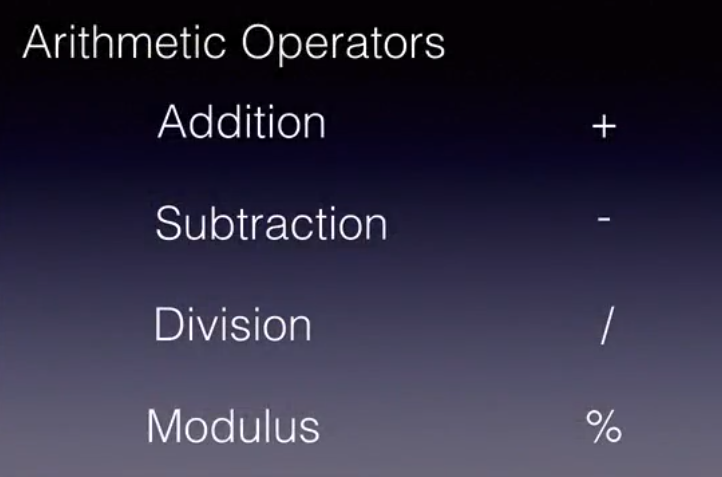 Arithmetic Operators
Addition +
Subtraction -
Division /
Modulus %